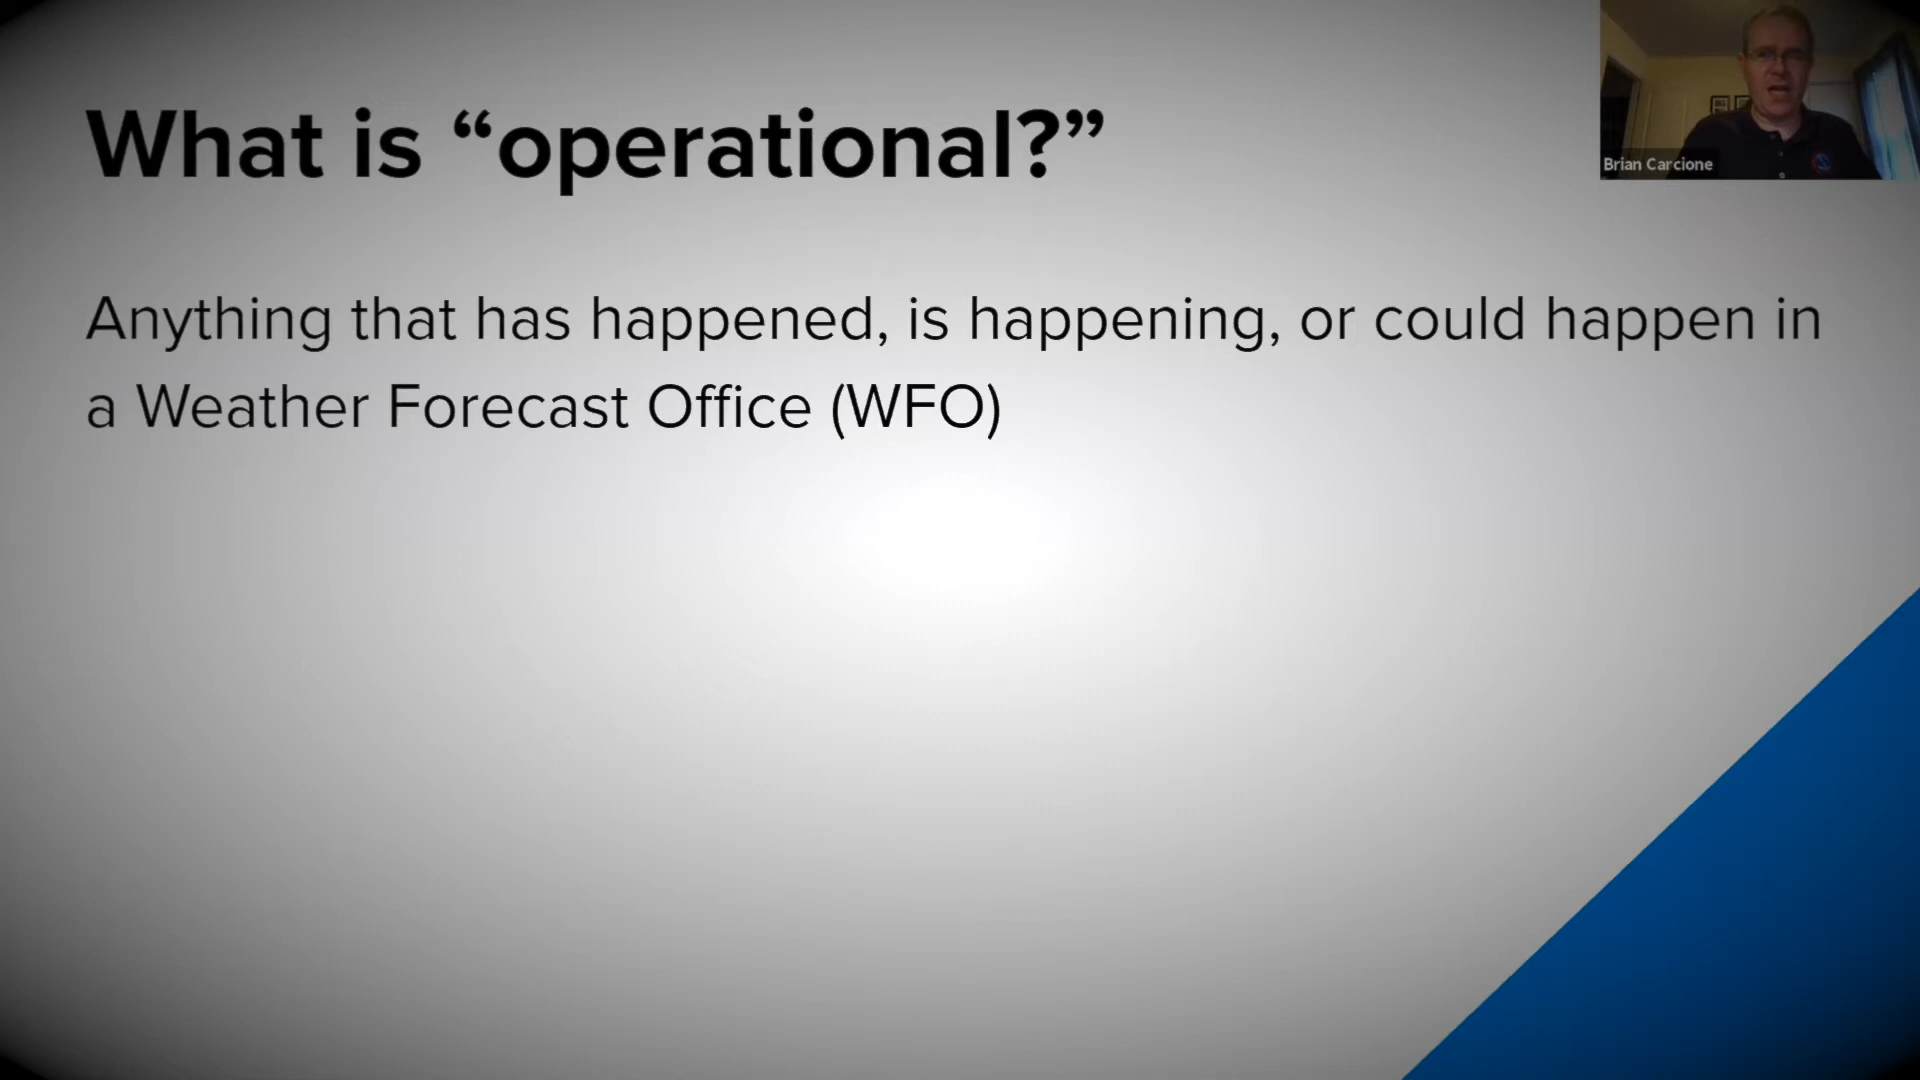 What is “operational?”
Brian Carcione
Anything that has happened, is happening, or could happen in
a Weather Forecast Office (WFO)